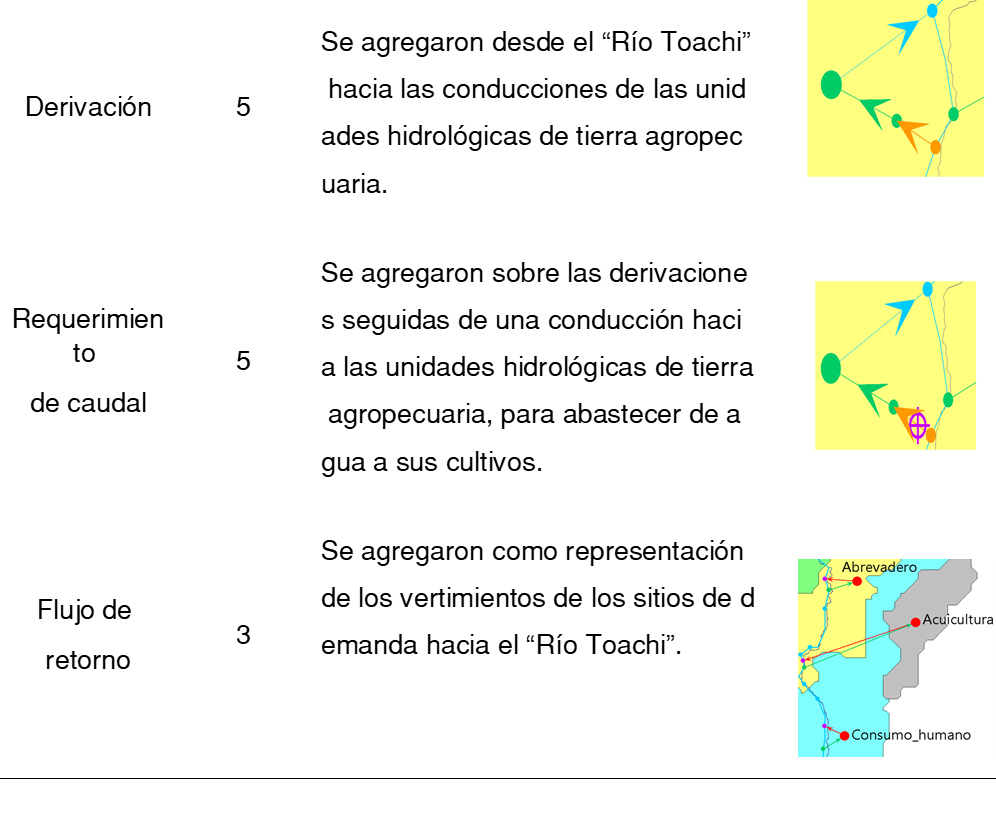 Derivación
5
Se agregaron desde el “Río Toachi”
hacia las conducciones de las unid
ades hidrológicas de tierra agropec
uaria.
Requerimien
to
de caudal
5
Se agregaron sobre las derivacione
s seguidas de una conducción haci
a las unidades hidrológicas de tierra
agropecuaria, para abastecer de a
gua a sus cultivos.
Flujo de
retorno
3
Se agregaron como representación
de los vertimientos de los sitios de d
emanda hacia el “Río Toachi”.
Abrevadero
Acuicultura
Consumo_humano